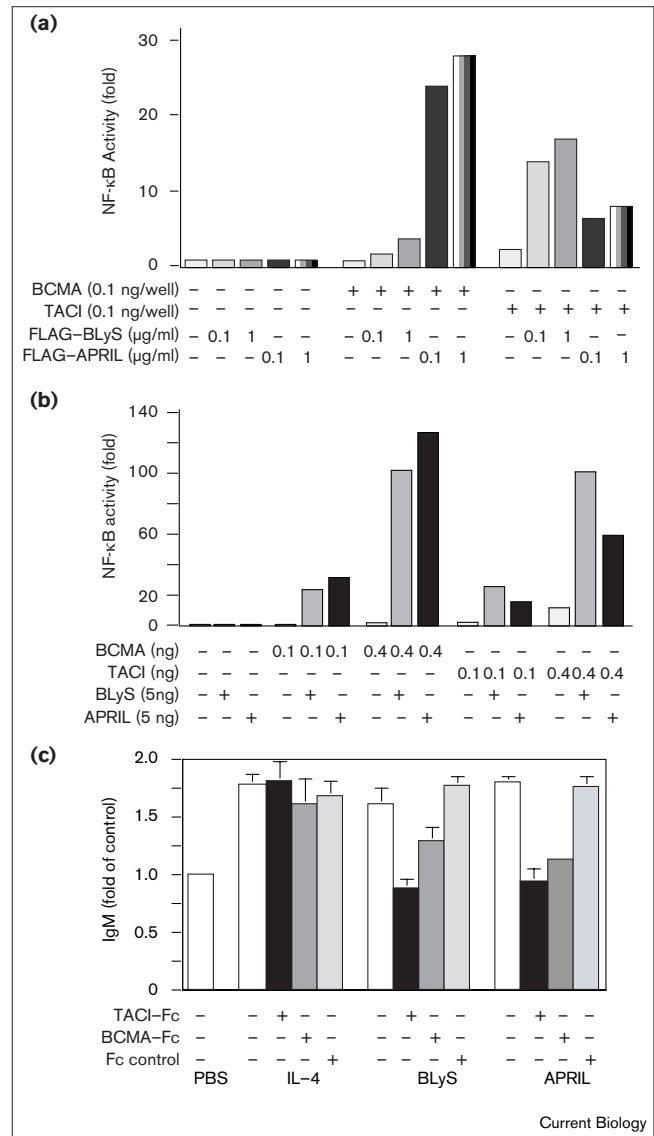 (a)
30
20
10
0
NF-κB Activity (fold)
BCMA (0.1 ng/well) – – – – – + + + + + – – – – –
TACI (0.1 ng/well) – – – – – – – – – – + + + + +
FLAG–BLyS (µg/ml) – 0.1 1 – – – 0.1 1 – – – 0.1 1 – –
FLAG–APRIL (µg/ml) – – – 0.1 1 – – – 0.1 1 – – – 0.1 1
(b)
140
100
60
20
0
NF-κB activity (fold)
BCMA (ng) – – – 0.1 0.1 0.1 0.4 0.4 0.4 – – – – – –
TACI (ng) – – – – – – – – – 0.1 0.1 0.1 0.4 0.4 0.4
BLyS (5ng) – + – – + – – + – – + – – + –
APRIL (5 ng) – – + – – + – – + – – + – – +
(c)
2.0
1.5
1.0
0.5
0
IgM (fold of control)
TACI–Fc – – + – – – + – – – + – –
BCMA–Fc – – – + – – – + – – – + –
Fc control – – – – + – – – + – – – +
PBS IL–4 BLyS APRIL
Current Biology